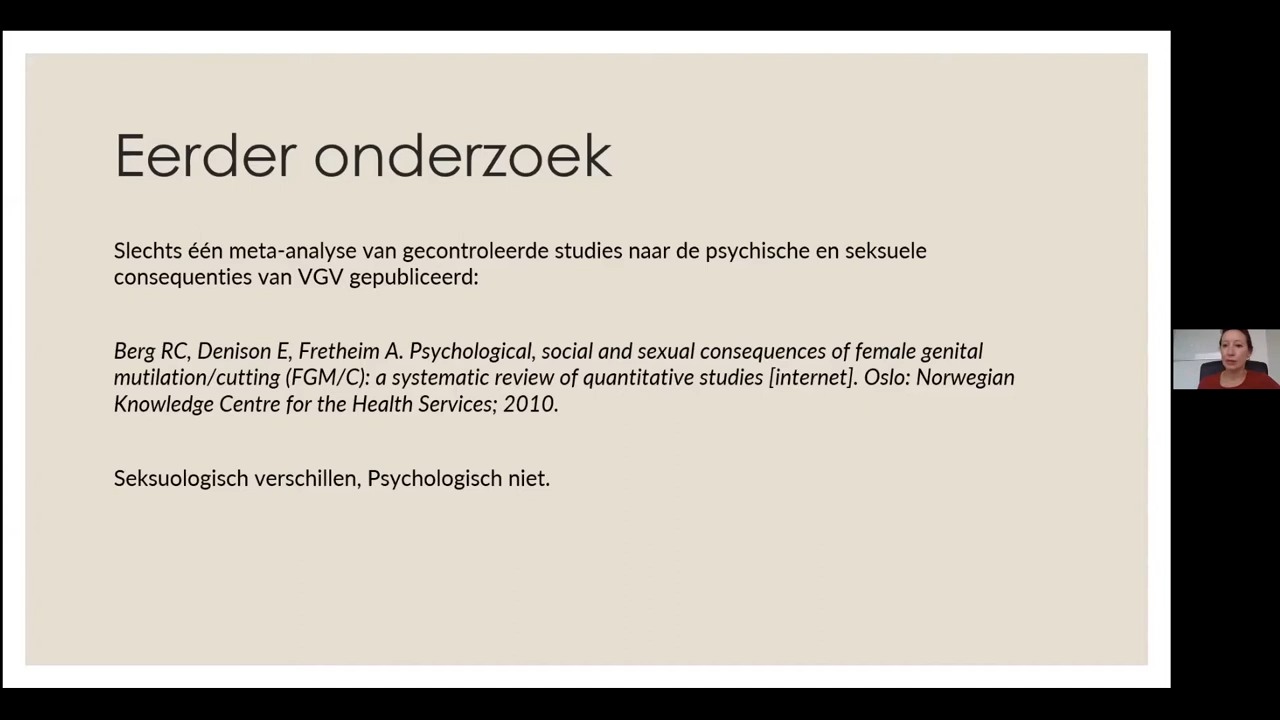 Eerder onderzoek
Slechts één meta-analyse van gecontroleerde studies naar de psychische en seksuele
consequenties van VGV gepubliceerd:
Berg RC, Denison E, Fretheim A. Psychological, social and sexual consequences of female genital
mutilation/cutting (FGM/C): a systematic review of quantitative studies [internet]. Oslo: Norwegian
Knowledge Centre for the Health Services; 2010.
Seksuologisch verschillen, Psychologisch niet.